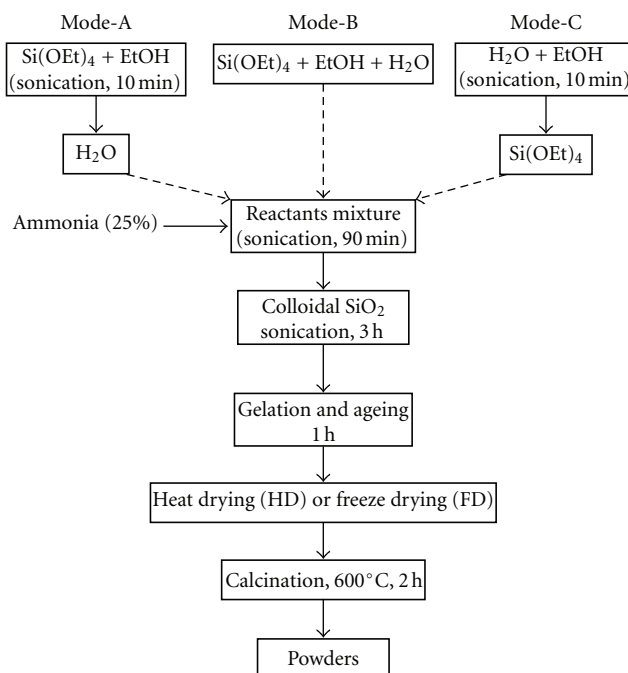 Mode-A
Mode-B
Mode-C
Si(OEt)₄ + EtOH
(sonication, 10 min)
Si(OEt)₄ + EtOH + H₂O
H₂O + EtOH
(sonication, 10 min)
H₂O
Si(OEt)₄
Ammonia (25%)
Reactants mixture
(sonication, 90 min)
Colloidal SiO₂
sonication, 3 h
Gelation and ageing
1 h
Heat drying (HD) or freeze drying (FD)
Calcination, 600°C, 2 h
Powders